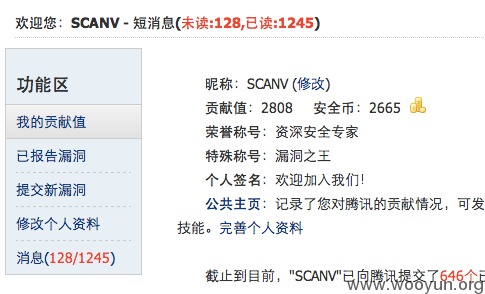 欢迎您：SCANV - 短消息(未读:128,已读:1245)
功能区
我的贡献值
已报告漏洞
提交新漏洞
修改个人资料
消息(128/1245)
昵称：SCANV (修改)
贡献值：2808 安全币：2665
荣誉称号：资深安全专家
特殊称号：漏洞之王
个人签名：欢迎加入我们！
公共主页：记录了您对腾讯的贡献情况，可发
技能。完善个人资料
截止到目前，"SCANV"已向腾讯提交了646个已
www.wooyun.org